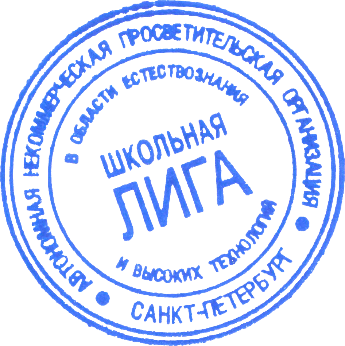 АВТОНОМНАЯ НЕКОММЕРЧЕСКАЯ ПРОСВЕТИТЕЛЬСКАЯ ОРГАНИЗАЦИЯ
САНКТ-ПЕТЕРБУРГ
В ОБЛАСТИ ЕСТЕСТВОЗНАНИЯ
И ВЫСОКИХ ТЕХНОЛОГИЙ
ШКОЛЬНАЯ
ЛИГА